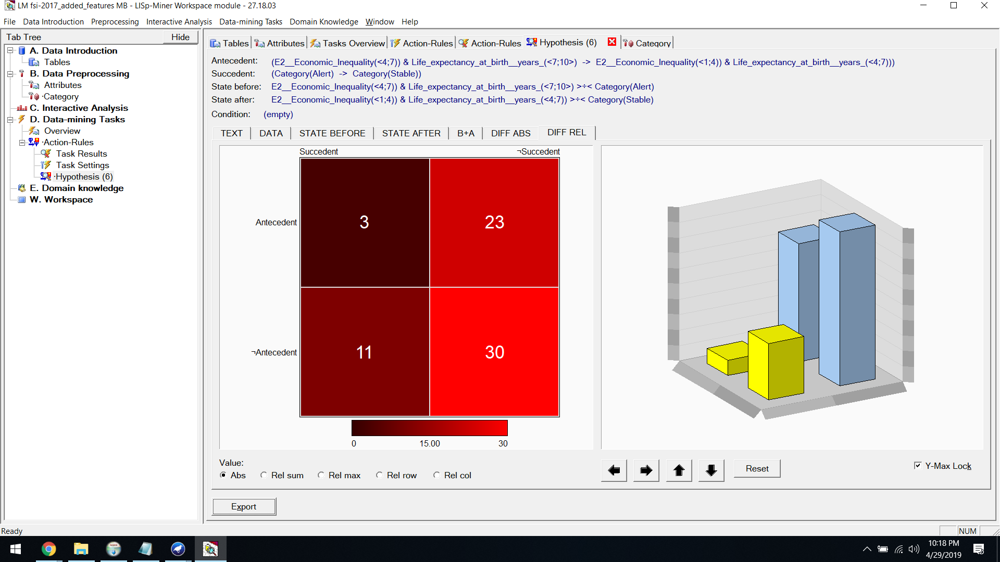 LM fsi-2017_added_features MB - LISp-Miner Workspace module - 27.18.03
File Data Introduction Preprocessing Interactive Analysis Data-mining Tasks Domain Knowledge Window Help
Tab Tree Hide
A. Data Introduction
Tables
B. Data Preprocessing
Attributes
·Category
C. Interactive Analysis
D. Data-mining Tasks
Overview
·Action-Rules
Task Results
Task Settings
·Hypothesis (6)
E. Domain knowledge
W. Workspace
Tables Attributes Tasks Overview Action-Rules Action-Rules Hypothesis (6) Category
Antecedent: (E2__Economic_Inequality(<4;7)) & Life_expectancy_at_birth__years_(<7;10>) -> E2__Economic_Inequality(<1;4)) & Life_expectancy_at_birth__years_(<4;7)))
Succedent: (Category(Alert) -> Category(Stable))
State before: E2__Economic_Inequality(<4;7)) & Life_expectancy_at_birth__years_(<7;10>) >÷< Category(Alert)
State after: E2__Economic_Inequality(<1;4)) & Life_expectancy_at_birth__years_(<4;7)) >÷< Category(Stable)
Condition: (empty)
TEXT DATA STATE BEFORE STATE AFTER B+A DIFF ABS DIFF REL
Succedent ¬Succedent
Antecedent 3 23
¬Antecedent 11 30
0 15.00 30
Value:
Abs Rel sum Rel max Rel row Rel col
Reset
Y-Max Lock
Export
Ready
NUM
10:18 PM
4/29/2019